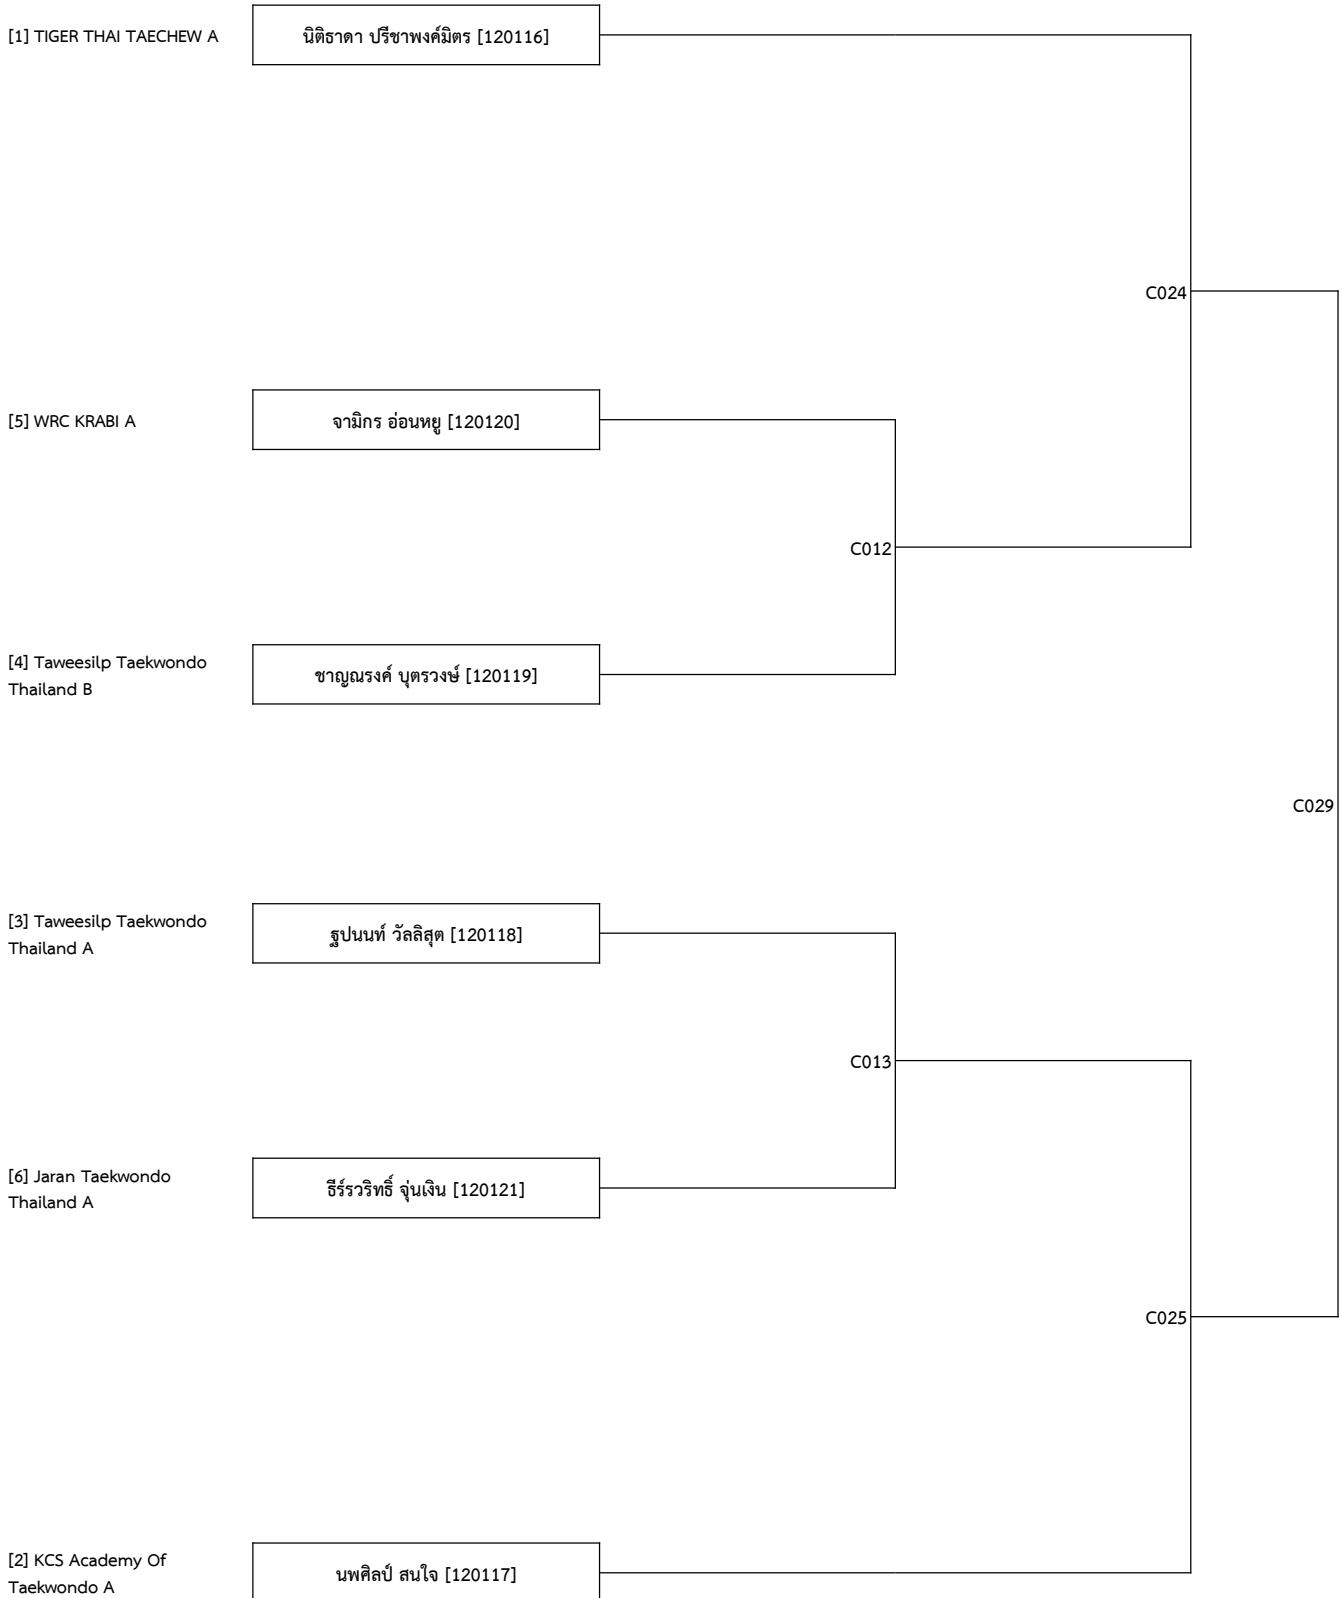 [1] TIGER THAI TAECHEW A
นิติธาดา ปรีชาพงค์มิตร [120116]
C024
[5] WRC KRABI A
จามิกร อ่อนหยู [120120]
C012
[4] Taweesilp Taekwondo
Thailand B
ชาญณรงค์ บุตรวงษ์ [120119]
C029
[3] Taweesilp Taekwondo
Thailand A
ฐปนนท์ วัลลิสุต [120118]
C013
[6] Jaran Taekwondo
Thailand A
ธีร์รวริทธิ์ จุ่นเงิน [120121]
C025
[2] KCS Academy Of
Taekwondo A
นพศิลป์ สนใจ [120117]